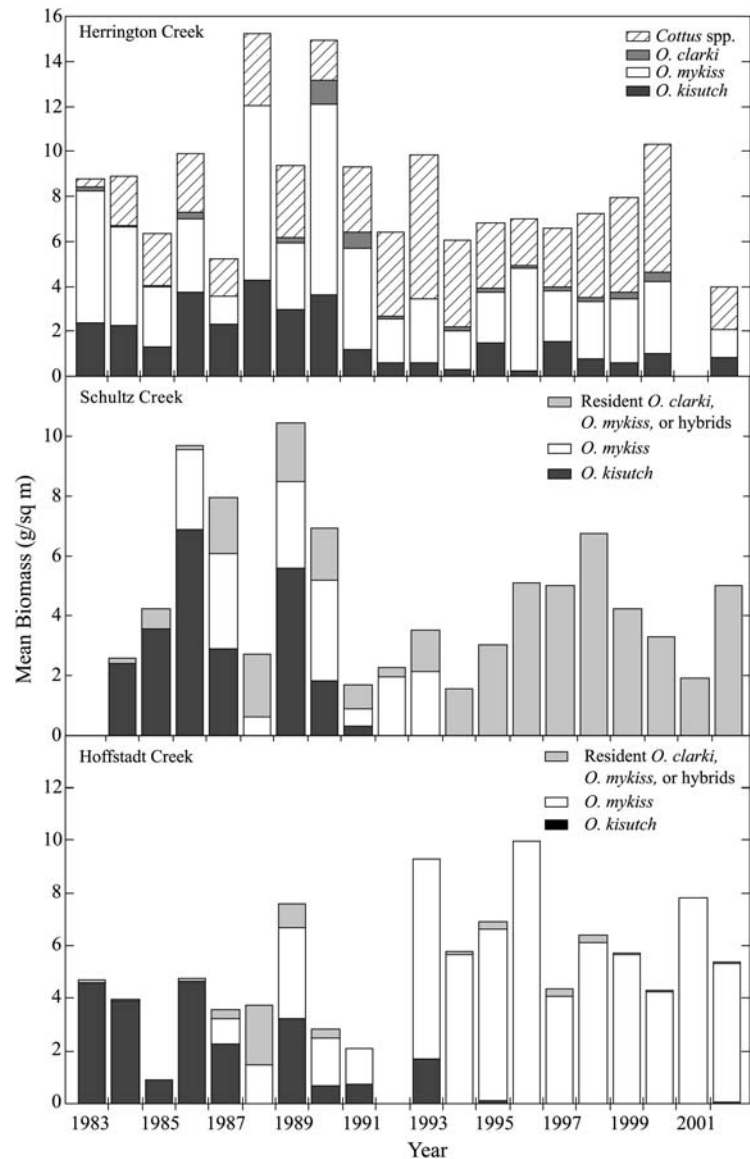 Herrington Creek
Cottus spp.
O. clarki
O. mykiss
O. kisutch
16
14
12
10
8
6
4
2
0
Schultz Creek
Resident O. clarki,
O. mykiss, or hybrids
O. mykiss
O. kisutch
10
8
6
4
2
0
Mean Biomass (g/sq m)
Hoffstadt Creek
Resident O. clarki,
O. mykiss, or hybrids
O. mykiss
O. kisutch
12
10
8
6
4
2
0
1983 1985 1987 1989 1991 1993 1995 1997 1999 2001
Year